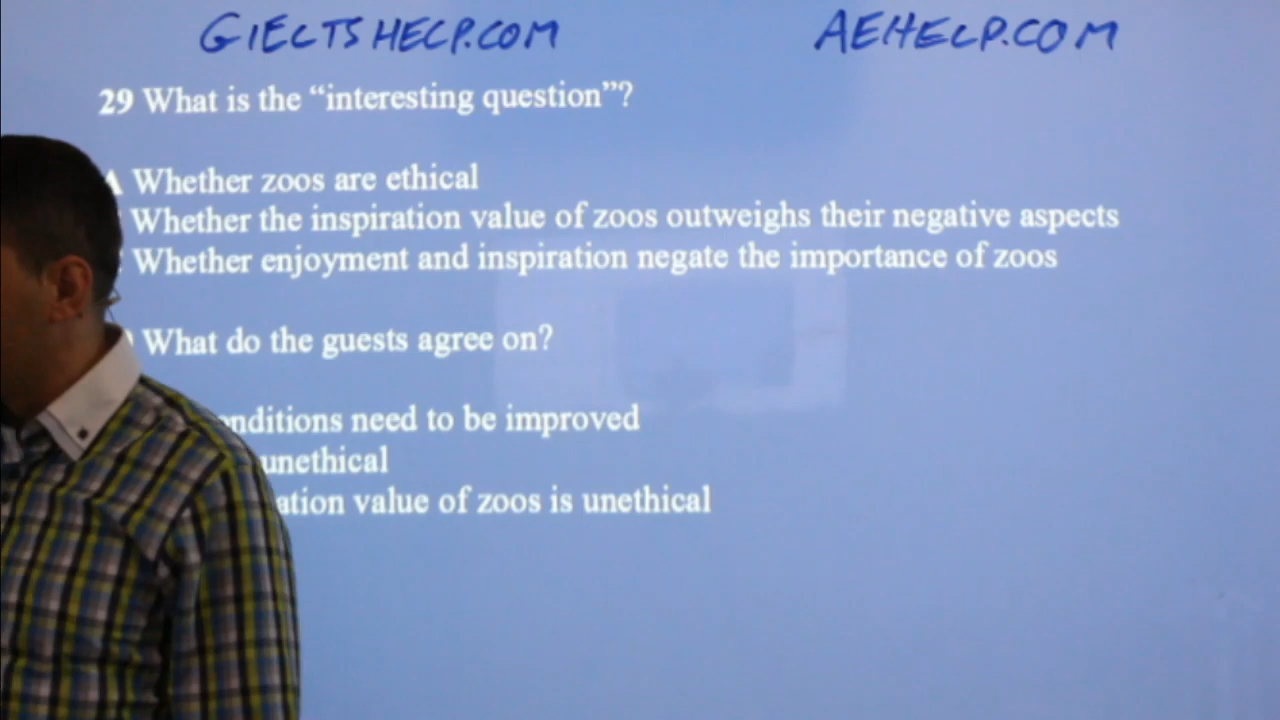 GIELTSHELP.COM
AEHELP.COM
29 What is the “interesting question”?
Whether zoos are ethical
Whether the inspiration value of zoos outweighs their negative aspects
Whether enjoyment and inspiration negate the importance of zoos
What do the guests agree on?
need to be improved
unethical
value of zoos is unethical